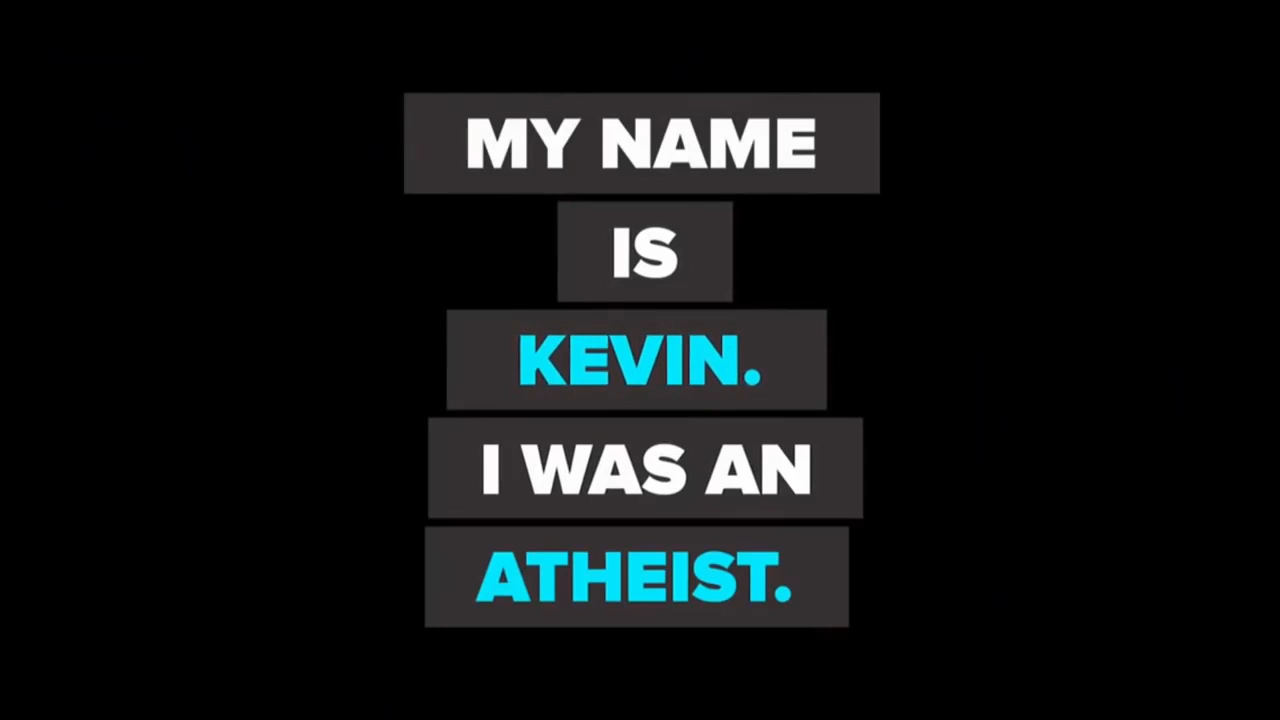 MY NAME
IS
KEVIN.
I WAS AN
ATHEIST.